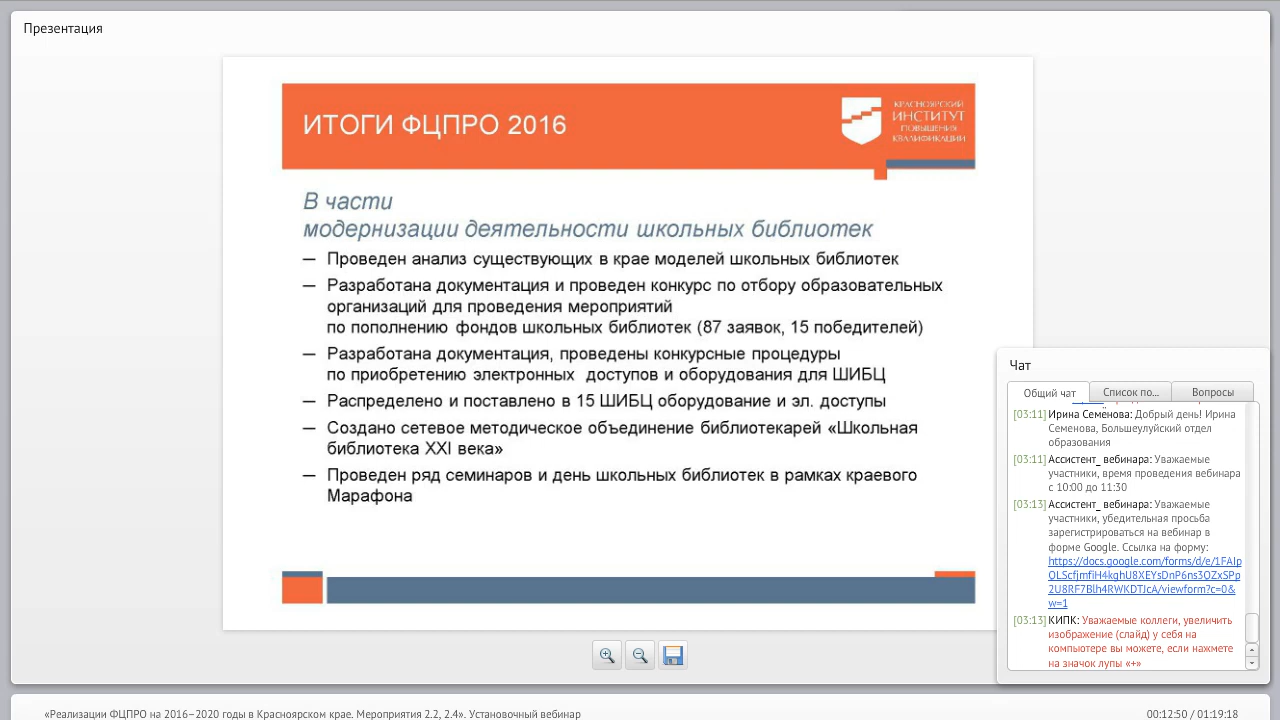 Презентация
ИТОГИ ФЦПРО 2016
КРАСНОЯРСКИЙ
ИНСТИТУТ
ПОВЫШЕНИЯ
КВАЛИФИКАЦИИ
В части
модернизации деятельности школьных библиотек
— Проведен анализ существующих в крае моделей школьных библиотек
— Разработана документация и проведен конкурс по отбору образовательных
организаций для проведения мероприятий
по пополнению фондов школьных библиотек (87 заявок, 15 победителей)
— Разработана документация, проведены конкурсные процедуры
по приобретению электронных доступов и оборудования для ШИБЦ
— Распределено и поставлено в 15 ШИБЦ оборудование и эл. доступы
— Создано сетевое методическое объединение библиотекарей «Школьная
библиотека XXI века»
— Проведен ряд семинаров и день школьных библиотек в рамках краевого
Марафона
Чат
Общий чат
Список по...
Вопросы
[03:11] Ирина Семёнова: Добрый день! Ирина
Семенова, Большеулуйский отдел
образования
[03:11] Ассистент_ вебинара: Уважаемые
участники, время проведения вебинара
с 10:00 до 11:30
[03:13] Ассистент_ вебинара: Уважаемые
участники, убедительная просьба
зарегистрироваться на вебинар в
форме Google. Ссылка на форму:
https://docs.google.com/forms/d/e/1FAIp
QLScfjmfiH4kghU8XEYsDnP6ns3OZxSPp
2U8RF7Blh4RWKDTJcA/viewform?c=0&
w=1
[03:13] КИПК: Уважаемые коллеги, увеличить
изображение (слайд) у себя на
компьютере вы можете, если нажмете
на значок лупы «+»
«Реализации ФЦПРО на 2016–2020 годы в Красноярском крае. Мероприятия 2.2, 2.4». Установочный вебинар
00:12:50 / 01:19:18